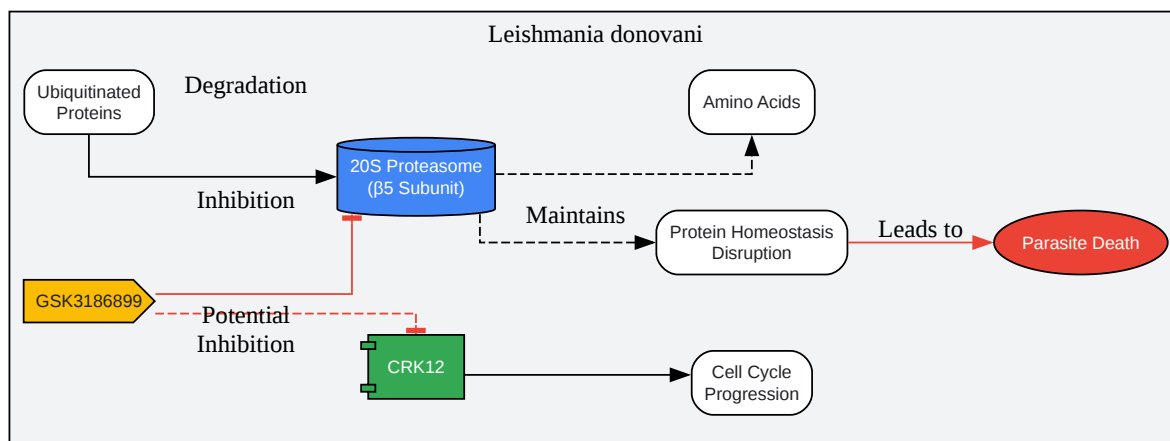 Leishmania donovani
Degradation
Ubiquitinated
Proteins
Amino Acids
20S Proteasome
(β5 Subunit)
Inhibition
Maintains
Protein Homeostasis
Disruption
Leads to
Parasite Death
GSK3186899
Potential
Inhibition
CRK12
Cell Cycle
Progression